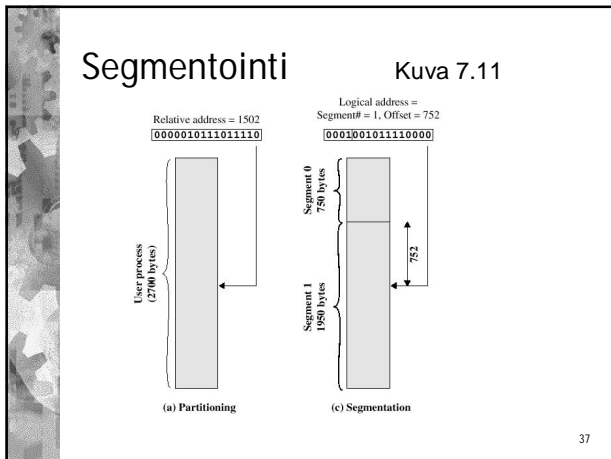 Segmentointi
Kuva 7.11
Relative address = 1502
0000010111011110
User process
(2700 bytes)
(a) Partitioning
Logical address =
Segment# = 1, Offset = 752
0001001011110000
Segment 0
750 bytes
752
Segment 1
1950 bytes
(c) Segmentation
37